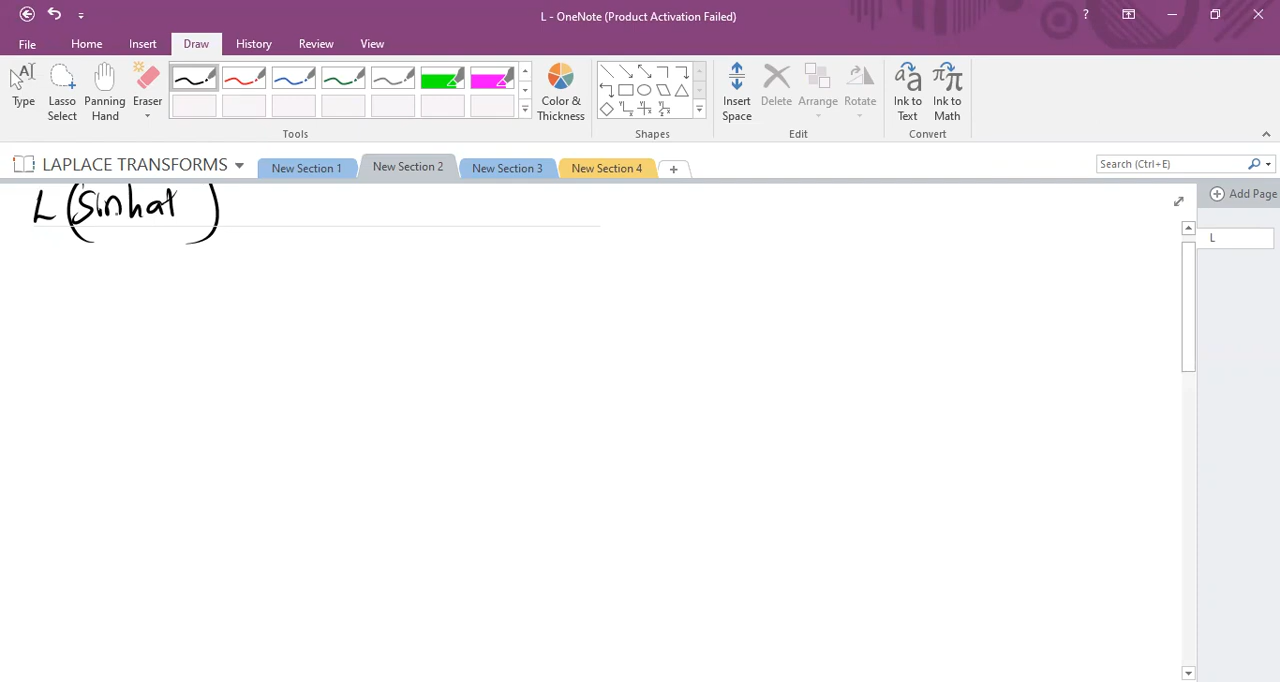 L - OneNote (Product Activation Failed)
?
File Home Insert Draw History Review View
Type
Lasso Select
Panning Hand
Eraser
Color & Thickness
Insert Space
Delete
Arrange
Rotate
Ink to Text
Ink to Math
Tools
Shapes
Edit
Convert
LAPLACE TRANSFORMS
New Section 1 New Section 2 New Section 3 New Section 4 +
Search (Ctrl+E)
Add Page
L
L(Sinhat)